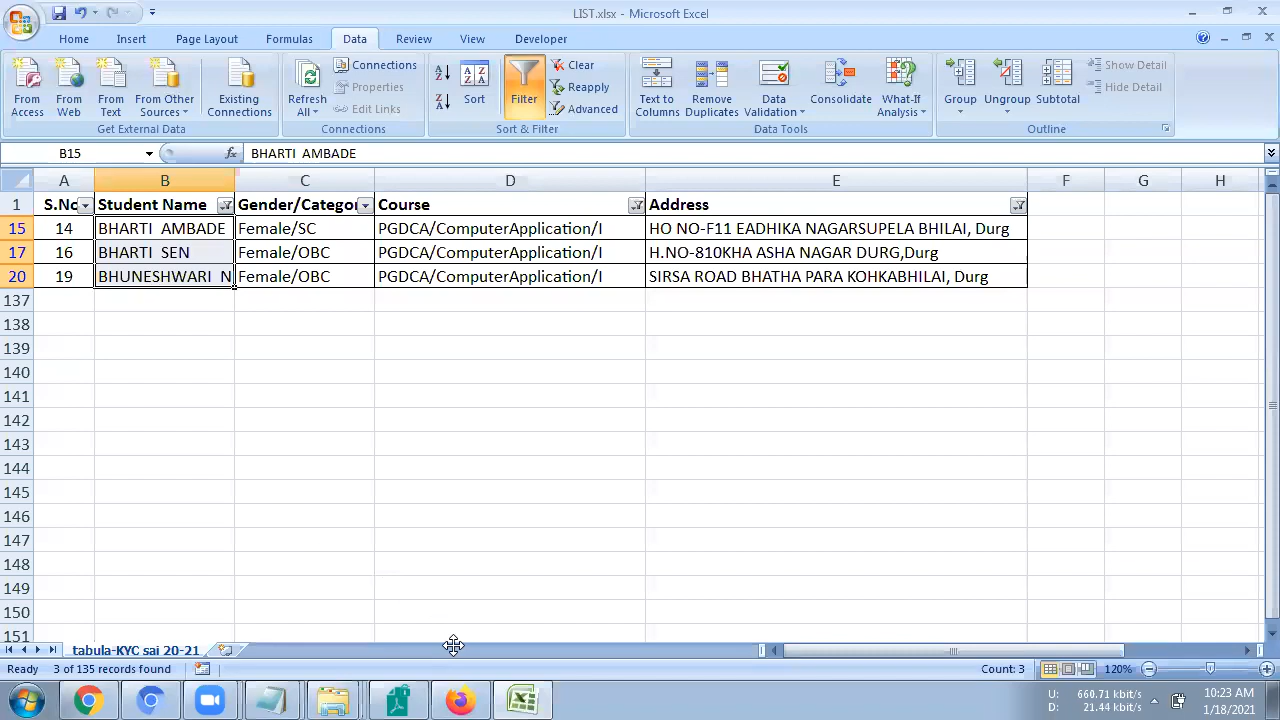 LIST.xlsx - Microsoft Excel
Home Insert Page Layout Formulas Data Review View Developer
From Access
From Web
From Text
From Other Sources
Existing Connections
Get External Data
Refresh All
Connections
Properties
Edit Links
Connections
Sort
Filter
Clear
Reapply
Advanced
Sort & Filter
Text to Columns
Remove Duplicates
Data Validation
Consolidate
What-If Analysis
Data Tools
Group
Ungroup
Subtotal
Show Detail
Hide Detail
Outline
B15 fx BHARTI AMBADE
A B C D E F G H
1 S.No Student Name Gender/Categor Course Address
15 14 BHARTI AMBADE Female/SC PGDCA/ComputerApplication/I HO NO-F11 EADHIKA NAGARSUPELA BHILAI, Durg
17 16 BHARTI SEN Female/OBC PGDCA/ComputerApplication/I H.NO-810KHA ASHA NAGAR DURG,Durg
20 19 BHUNESHWARI N Female/OBC PGDCA/ComputerApplication/I SIRSA ROAD BHATHA PARA KOHKABHILAI, Durg
137
138
139
140
141
142
143
144
145
146
147
148
149
150
151
tabula-KYC sai 20-21
Ready 3 of 135 records found Count: 3 120%
U: 660.71 kbit/s
D: 21.44 kbit/s
10:23 AM
1/18/2021